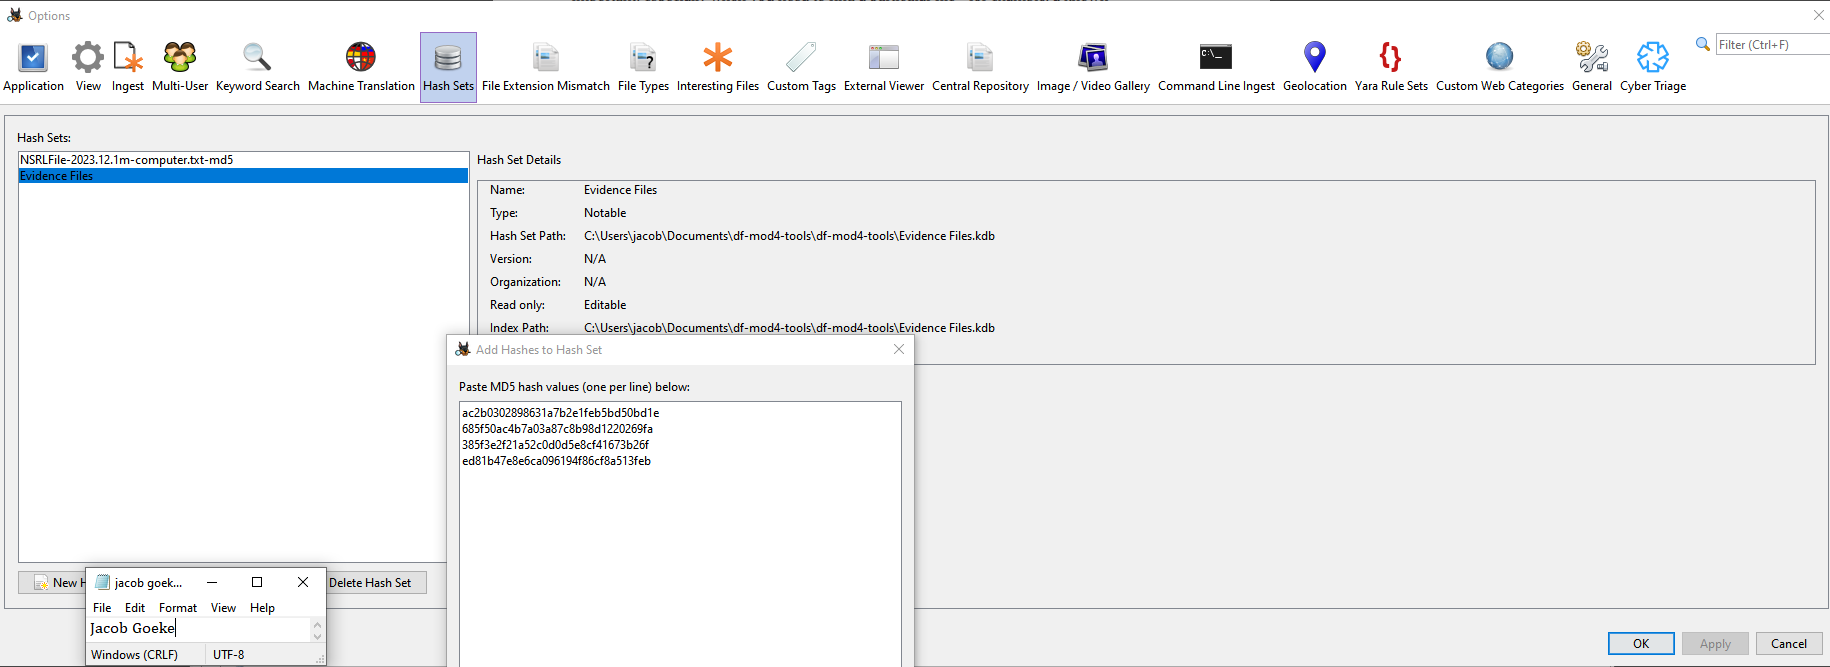 Options
Filter (Ctrl+F)
Application View Ingest Multi-User Keyword Search Machine Translation Hash Sets File Extension Mismatch File Types Interesting Files Custom Tags External Viewer Central Repository Image / Video Gallery Command Line Ingest Geolocation Yara Rule Sets Custom Web Categories General Cyber Triage
Hash Sets:
NSRLFile-2023.12.1m-computer.txt-md5
Evidence Files
Hash Set Details
Name: Evidence Files
Type: Notable
Hash Set Path: C:\Users\jacob\Documents\df-mod4-tools\df-mod4-tools\Evidence Files.kdb
Version: N/A
Organization: N/A
Read only: Editable
Index Path: C:\Users\jacob\Documents\df-mod4-tools\df-mod4-tools\Evidence Files.kdb
Add Hashes to Hash Set
Paste MD5 hash values (one per line) below:
ac2b0302898631a7b2e1feb5bd50bd1e
685f50ac4b7a03a87c8b98d1220269fa
385f3e2f21a52c0d0d5e8cf41673b26f
ed81b47e8e6ca096194f86cf8a513feb
New H
Delete Hash Set
jacob goek...
File Edit Format View Help
Jacob Goeke
Windows (CRLF) UTF-8
OK Apply Cancel